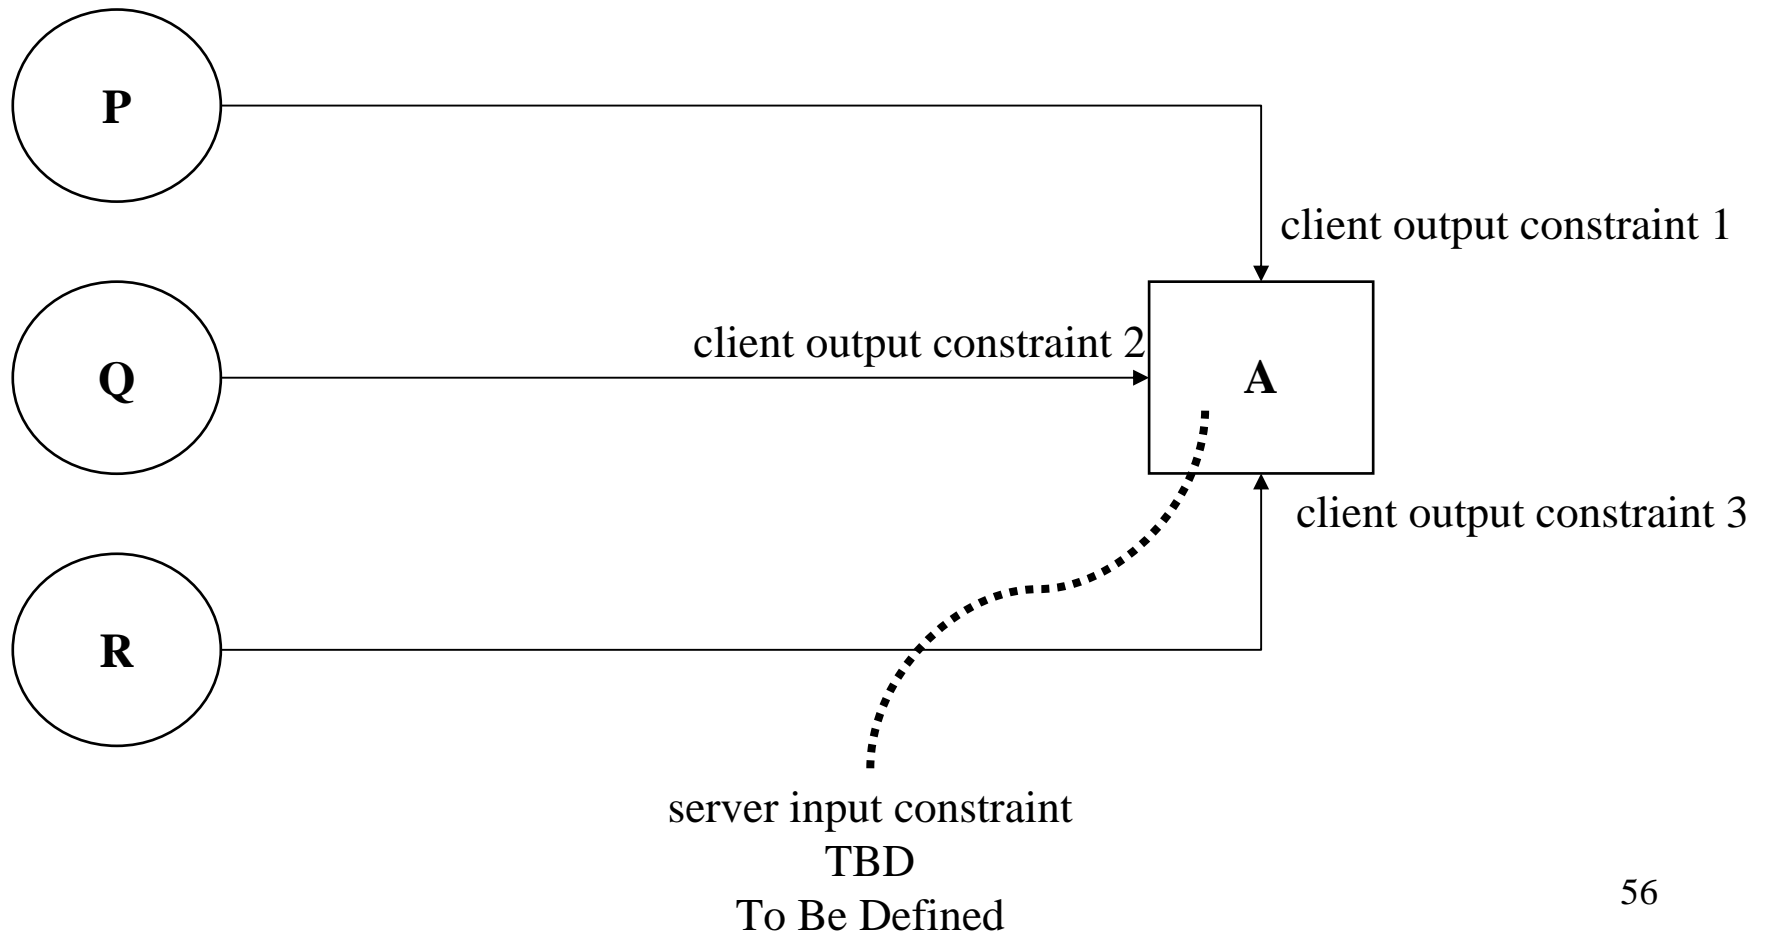 P
client output constraint 1
client output constraint 2
Q
A
client output constraint 3
R
server input constraint
TBD
To Be Defined
56